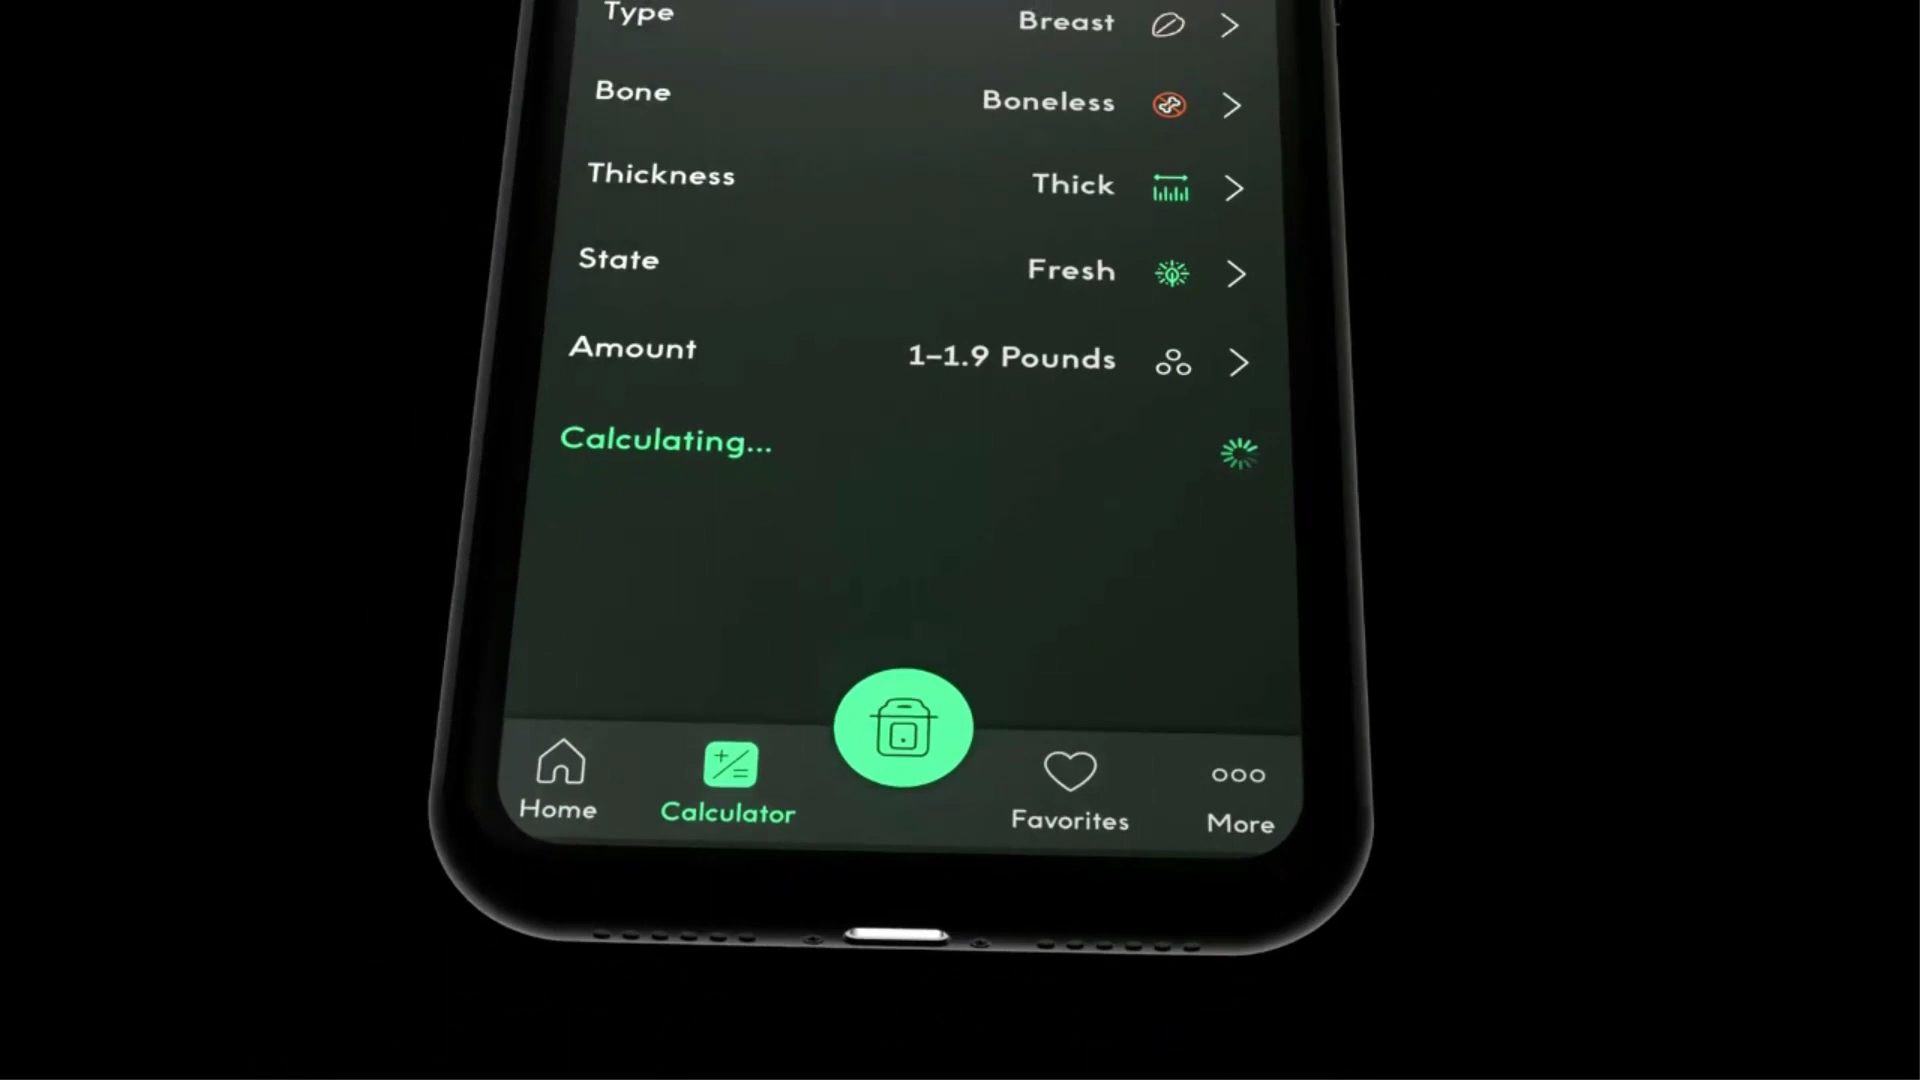 Type Breast
Bone Boneless
Thickness Thick
State Fresh
Amount 1–1.9 Pounds
Calculating...
Home Calculator Favorites More